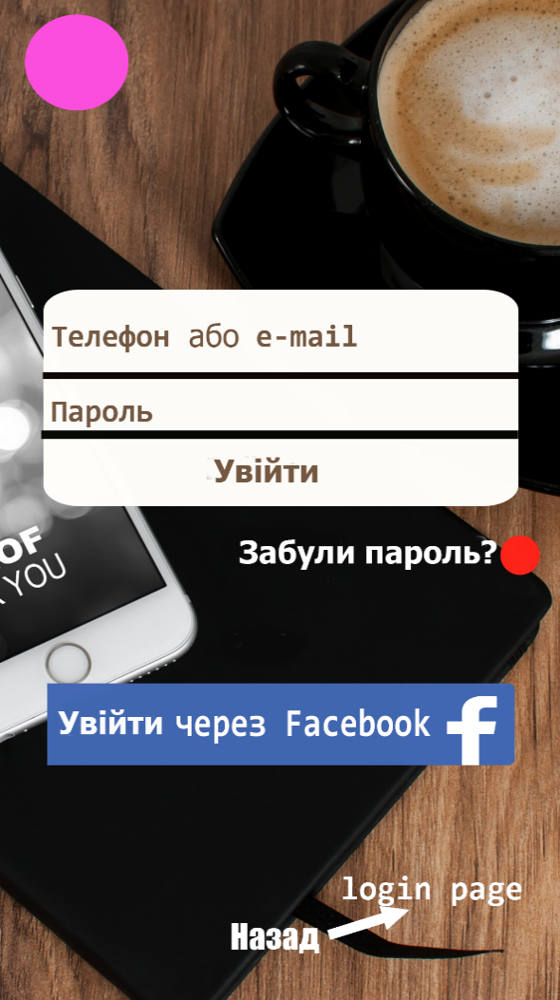 Телефон або e-mail
Пароль
Увійти
OF
YOU
Забули пароль?
Увійти через Facebook f
login page
Назад